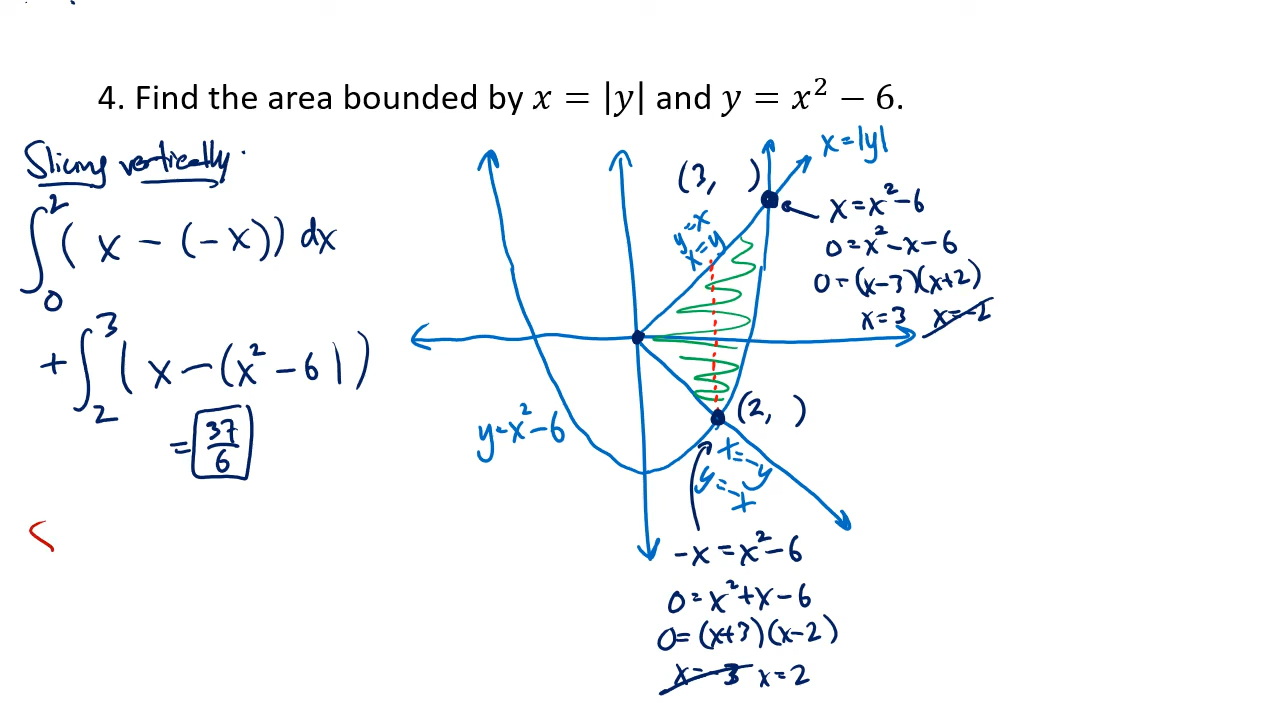 4. Find the area bounded by x = |y| and y = x² − 6.
Slicing vertically.
∫₀² (x − (−x)) dx
+ ∫₂³ (x − (x² − 6))
= 37/6
x = |y|
(3, )
y = x
x = y
x = x² − 6
0 = x² − x − 6
0 = (x − 3)(x + 2)
x = 3 x = −2
y = x² − 6
(2, )
x = −y
y = −x
−x = x² − 6
0 = x² + x − 6
0 = (x + 3)(x − 2)
x = −3 x = 2